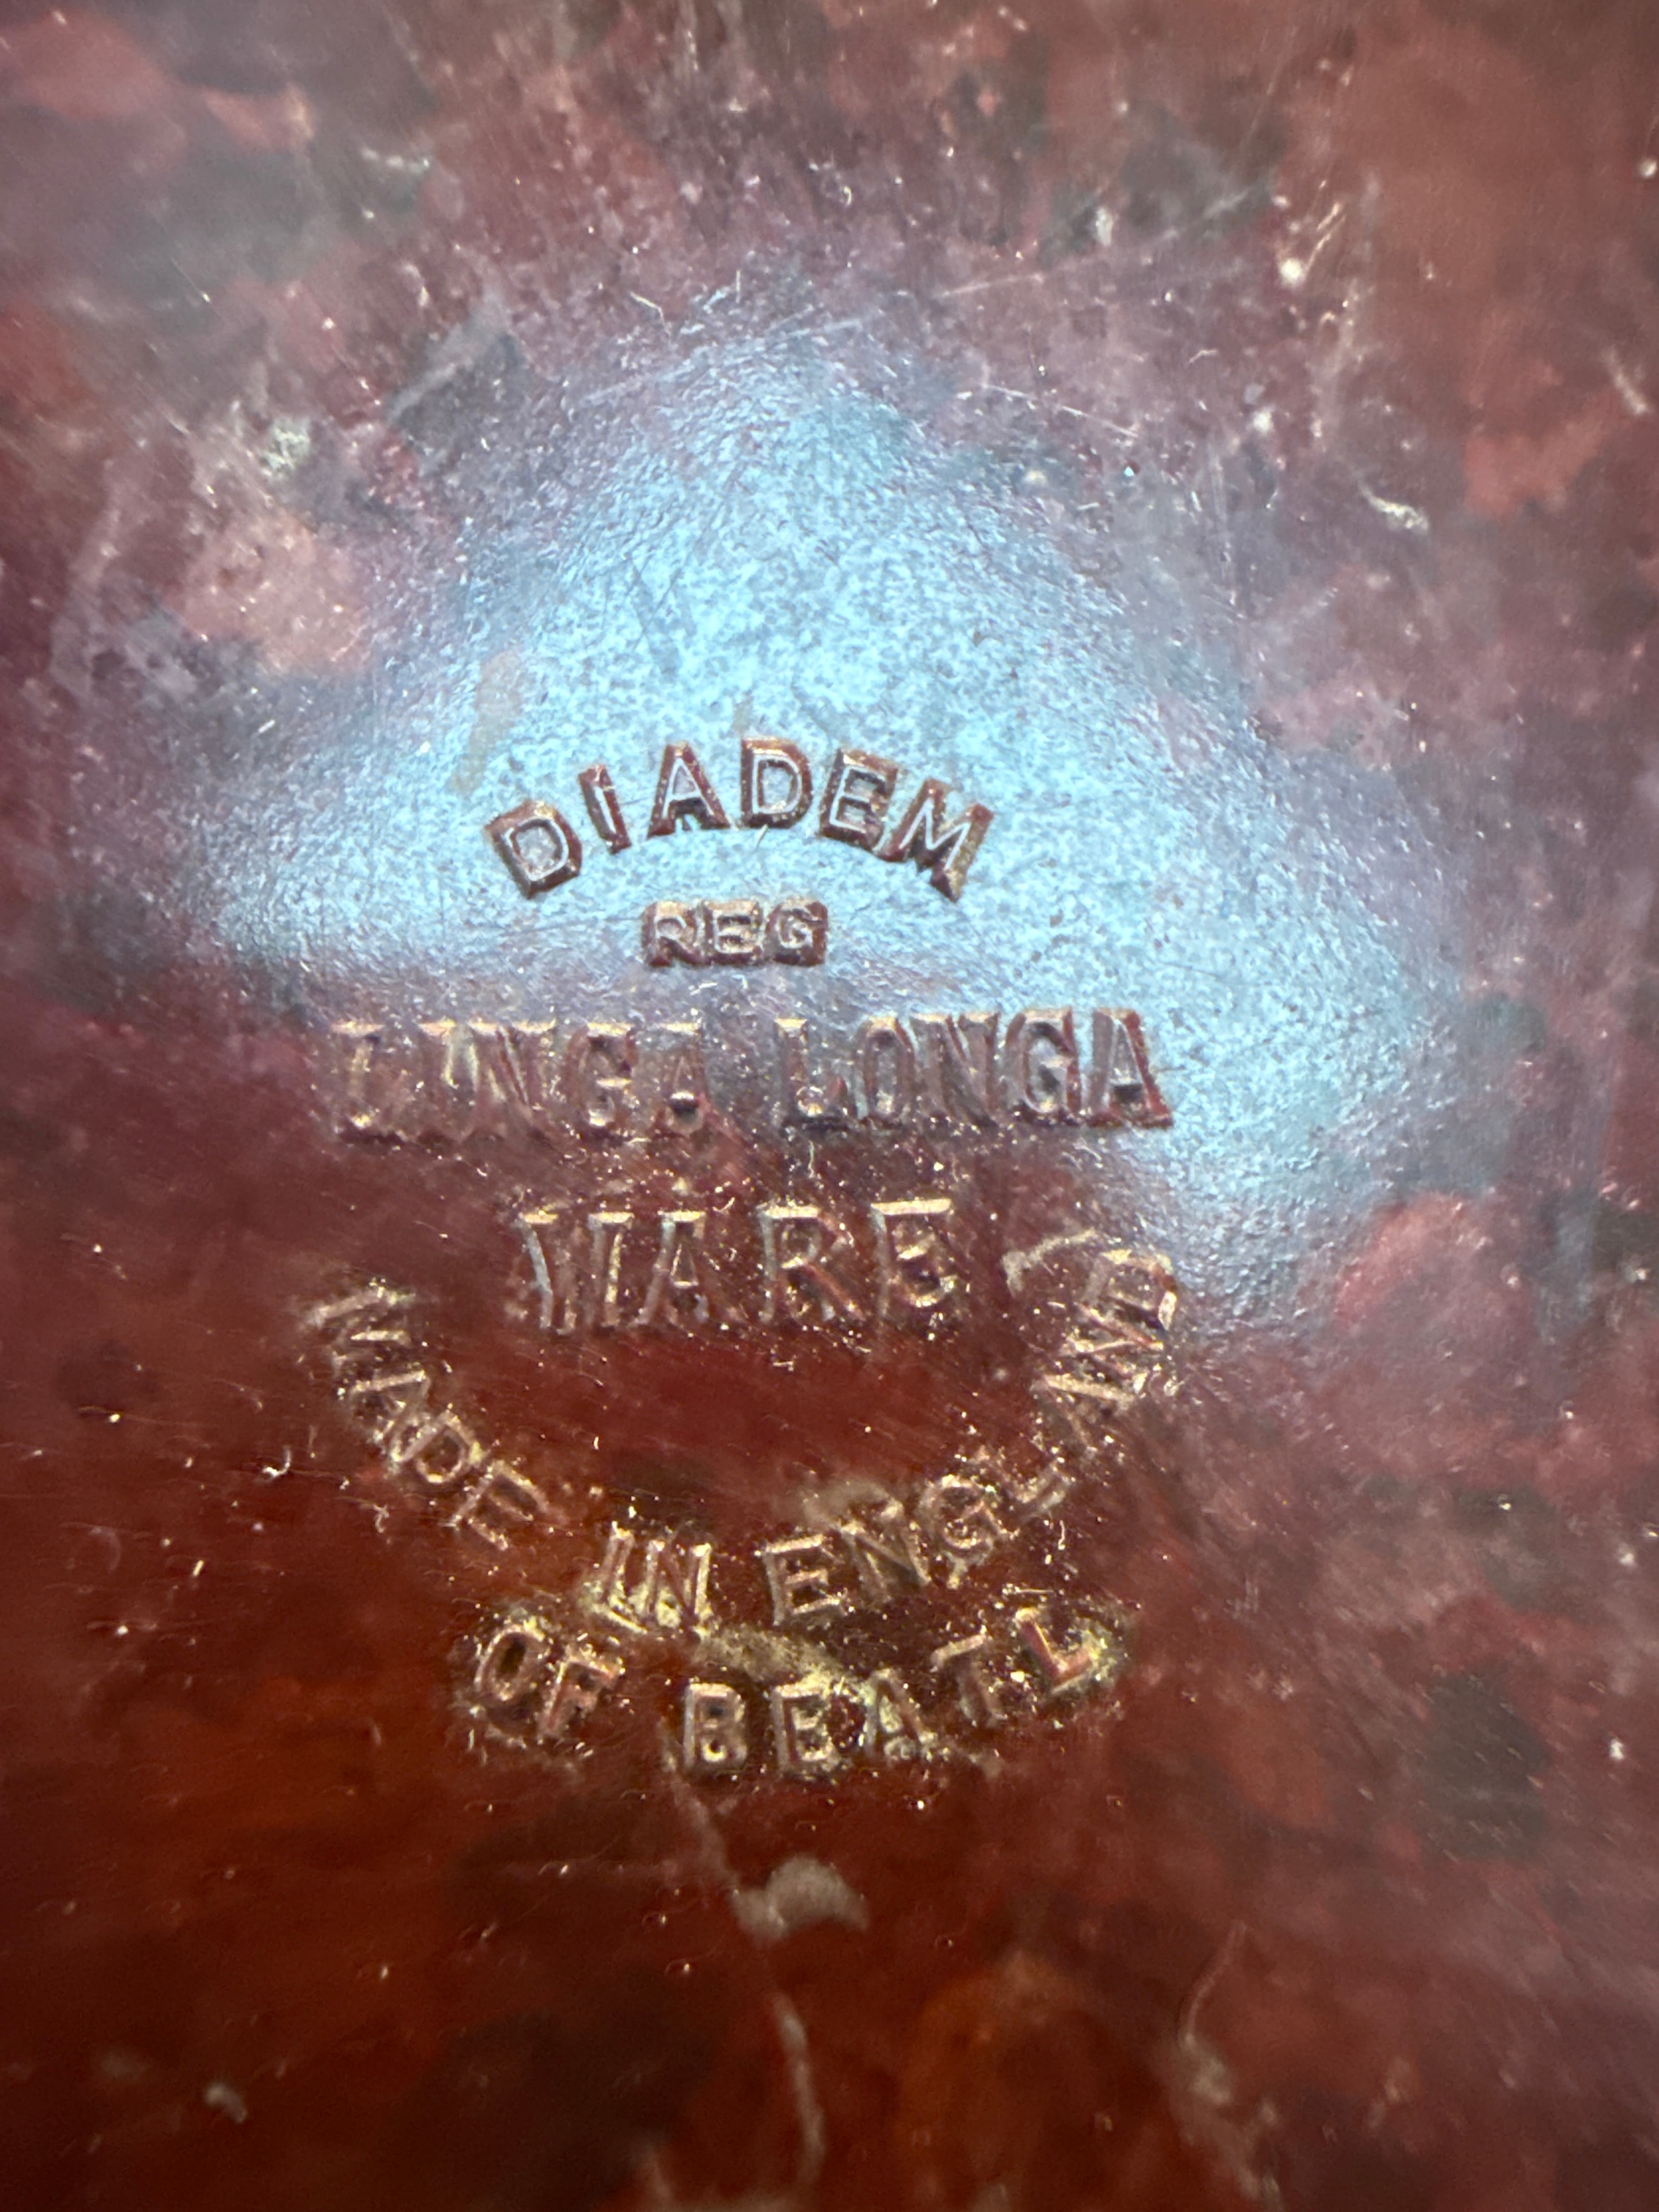 DIADEM
REG
LINGA LONGA
WARE
MADE IN ENGLAND
OF BEATL